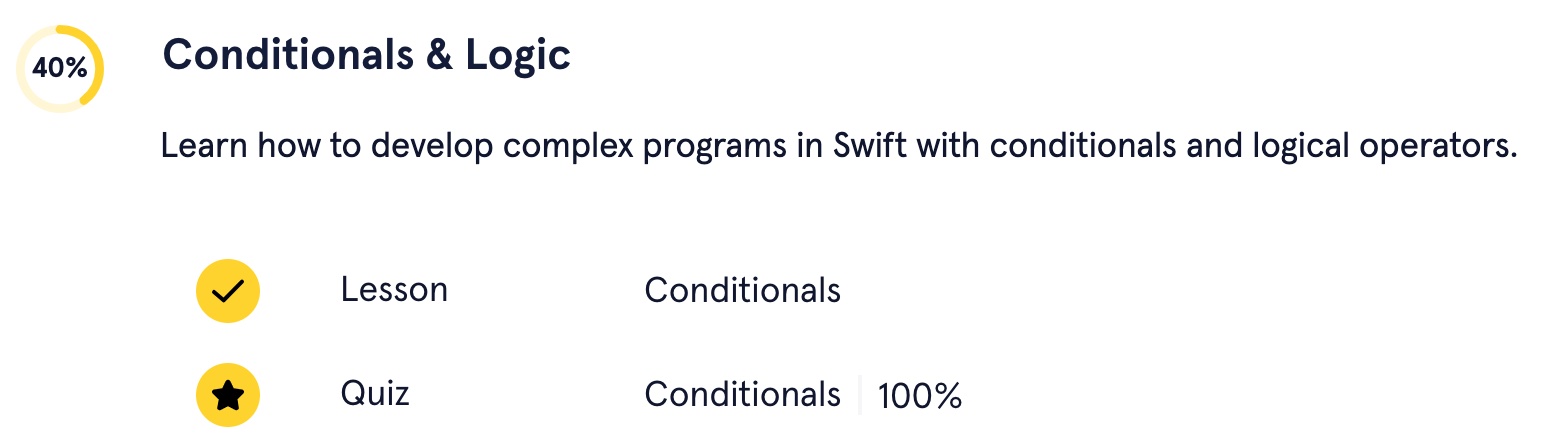 40%
Conditionals & Logic
Learn how to develop complex programs in Swift with conditionals and logical operators.
Lesson Conditionals
Quiz Conditionals 100%